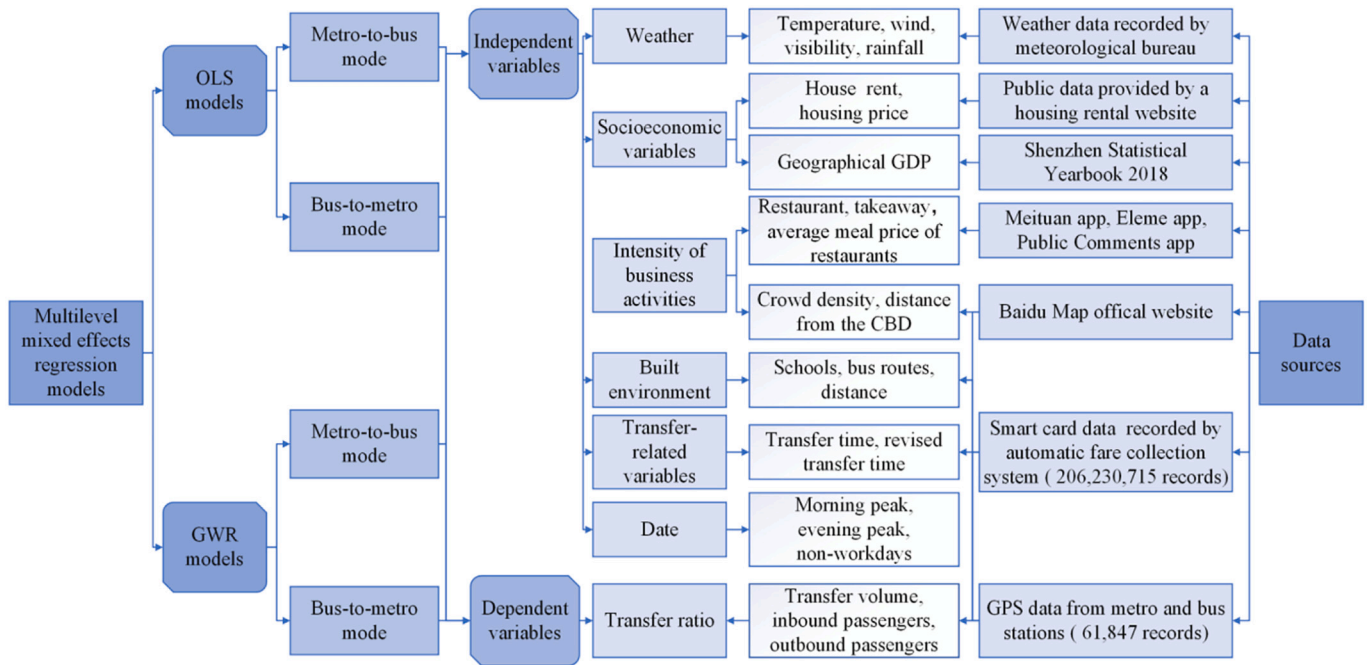 Multilevel
mixed effects
regression
models
OLS
models
GWR
models
Metro-to-bus
mode
Bus-to-metro
mode
Metro-to-bus
mode
Bus-to-metro
mode
Independent
variables
Dependent
variables
Weather
Socioeconomic
variables
Intensity of
business
activities
Built
environment
Transfer-
related
variables
Date
Transfer ratio
Temperature, wind,
visibility, rainfall
House rent,
housing price
Geographical GDP
Restaurant, takeaway,
average meal price of
restaurants
Crowd density, distance
from the CBD
Schools, bus routes,
distance
Transfer time, revised
transfer time
Morning peak,
evening peak,
non-workdays
Transfer volume,
inbound passengers,
outbound passengers
Weather data recorded by
meteorological bureau
Public data provided by a
housing rental website
Shenzhen Statistical
Yearbook 2018
Meituan app, Eleme app,
Public Comments app
Baidu Map offical website
Smart card data recorded by
automatic fare collection
system ( 206,230,715 records)
GPS data from metro and bus
stations ( 61,847 records)
Data
sources